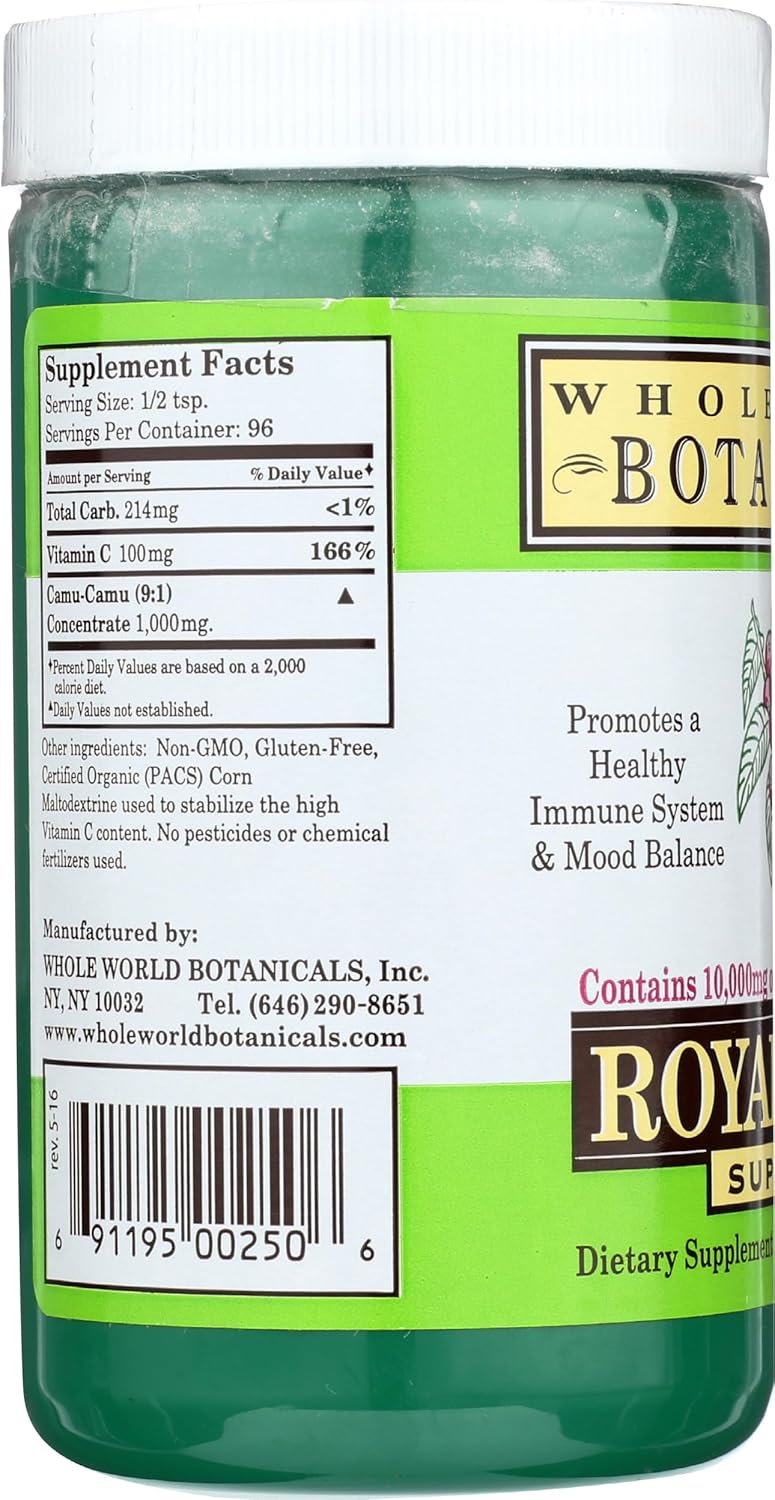 Supplement Facts
Serving Size: 1/2 tsp.
Servings Per Container: 96
Amount per Serving % Daily Value♦
Total Carb. 214mg <1%
Vitamin C 100mg 166%
Camu-Camu (9:1) ▲
Concentrate 1,000mg.
♦Percent Daily Values are based on a 2,000
calorie diet.
▲Daily Values not established.
Other ingredients: Non-GMO, Gluten-Free,
Certified Organic (PACS) Corn
Maltodextrine used to stabilize the high
Vitamin C content. No pesticides or chemical
fertilizers used.
Manufactured by:
WHOLE WORLD BOTANICALS, Inc.
NY, NY 10032 Tel. (646) 290-8651
www.wholeworldbotanicals.com
rev. 5-16
6 91195 00250 6
WHOLE
BOTA
Promotes a
Healthy
Immune System
& Mood Balance
Contains 10,000mg
ROYA
SUP
Dietary Supplement